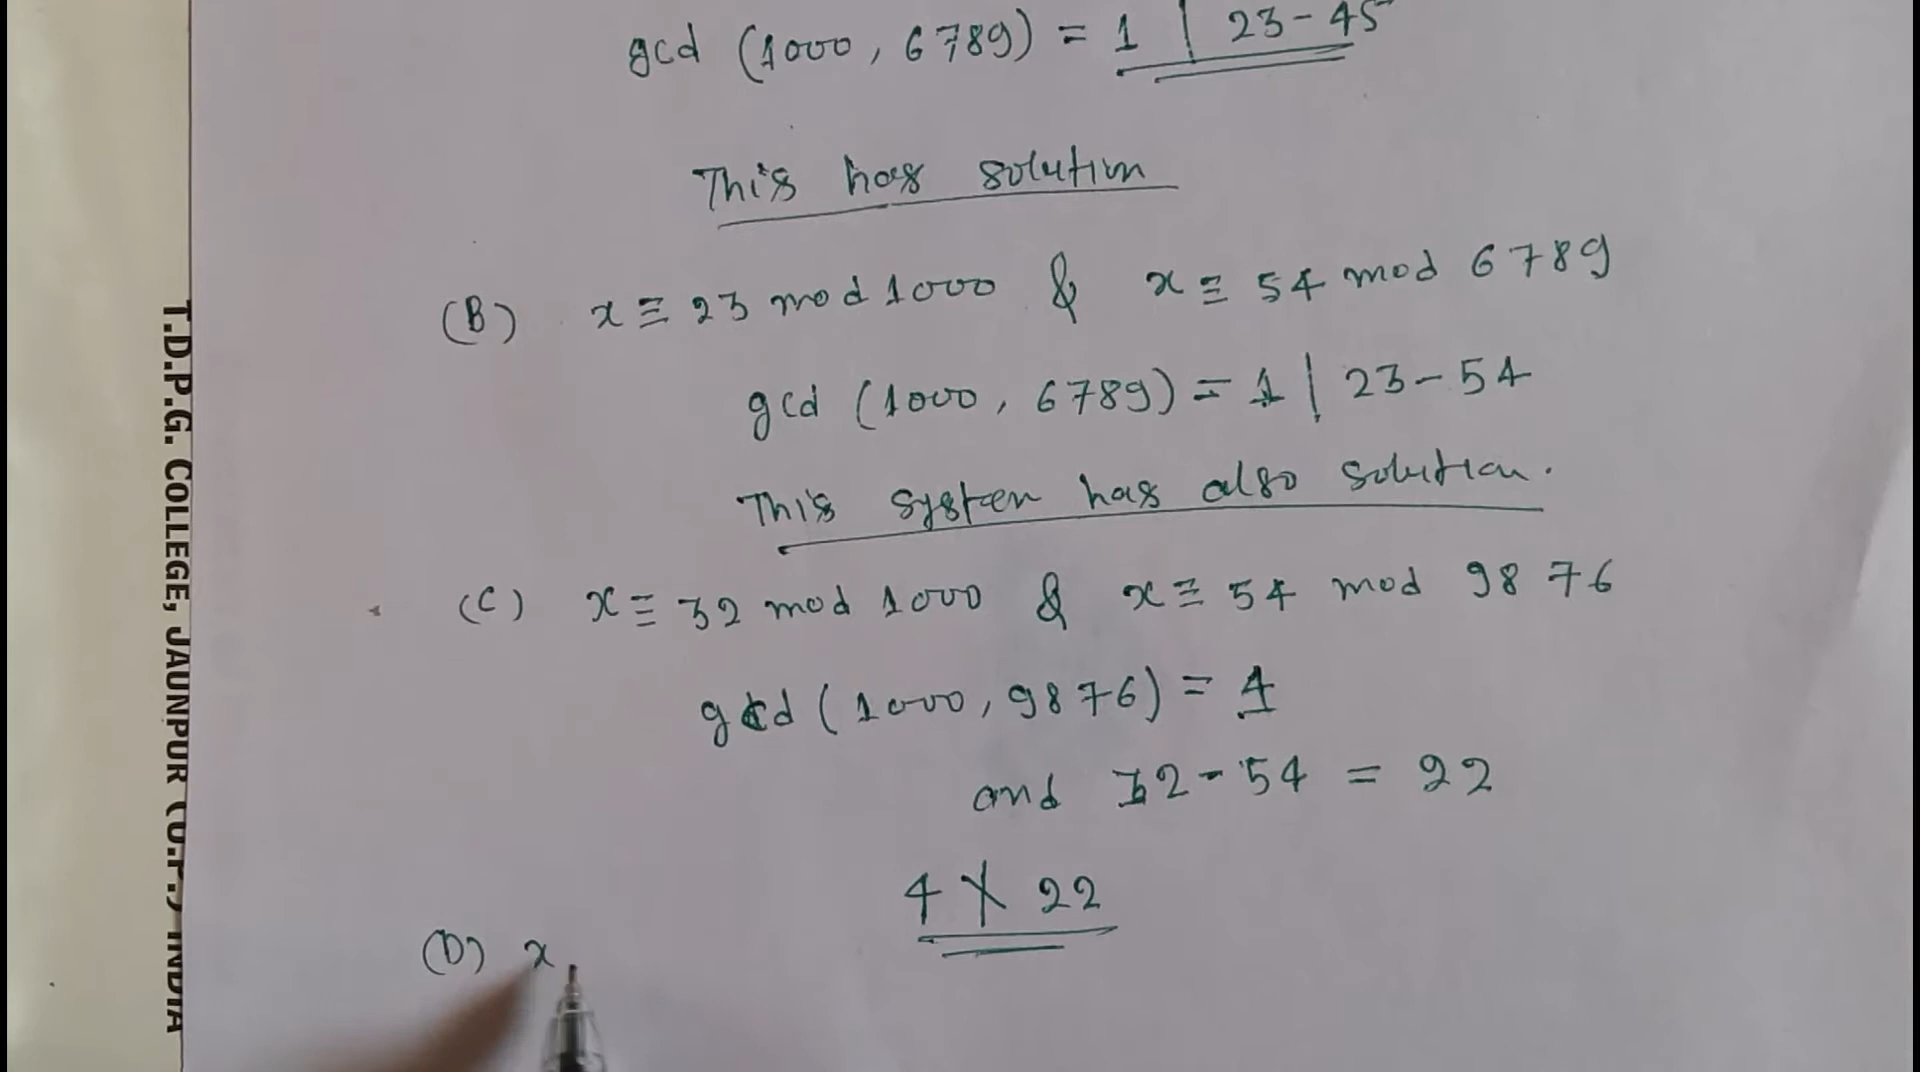 gcd (1000, 6789) = 1 | 23-45
This has solution
(B) x ≡ 23 mod 1000 & x ≡ 54 mod 6789
gcd (1000, 6789) = 1 | 23-54
This system has also solution.
(C) x ≡ 32 mod 1000 & x ≡ 54 mod 9876
gcd (1000, 9876) = 4
and 32-54 = 22
4 ∤ 22
(D) x
T.D.P.G. COLLEGE, JAUNPUR (U.P.) INDIA